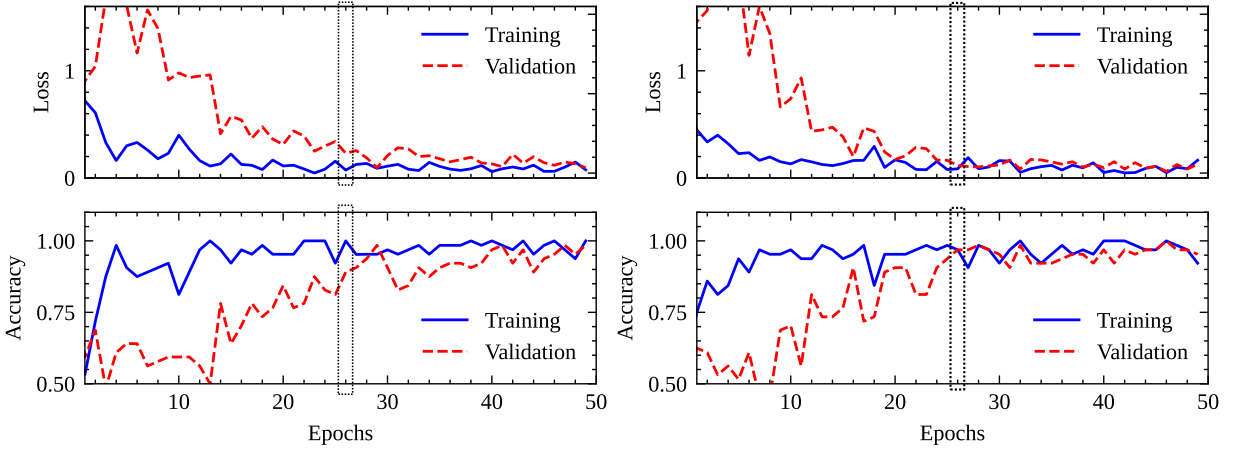 Loss
1
0
Training
Validation
Accuracy
1.00
0.75
0.50
Training
Validation
10 20 30 40 50
Epochs
Loss
1
0
Training
Validation
Accuracy
1.00
0.75
0.50
Training
Validation
10 20 30 40 50
Epochs